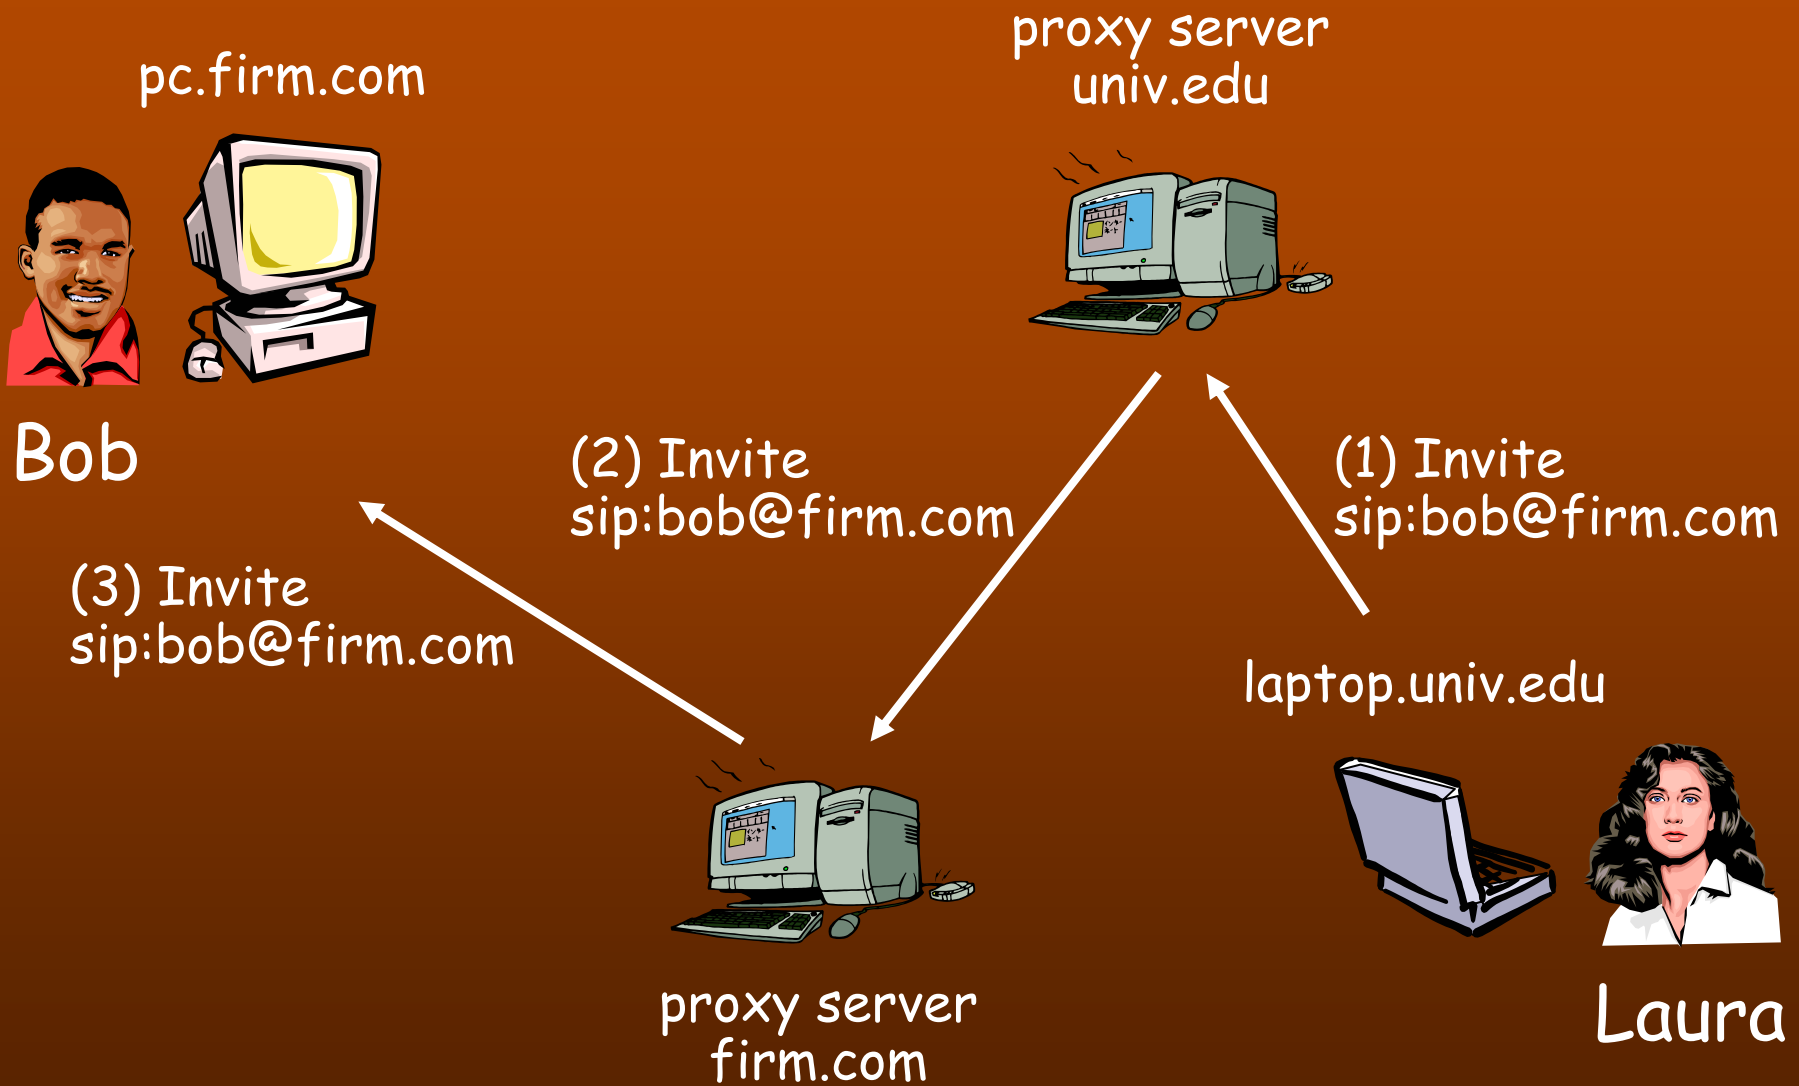 proxy server
univ.edu
pc.firm.com
Bob
(2) Invite
sip:bob@firm.com
(1) Invite
sip:bob@firm.com
(3) Invite
sip:bob@firm.com
laptop.univ.edu
proxy server
firm.com
Laura